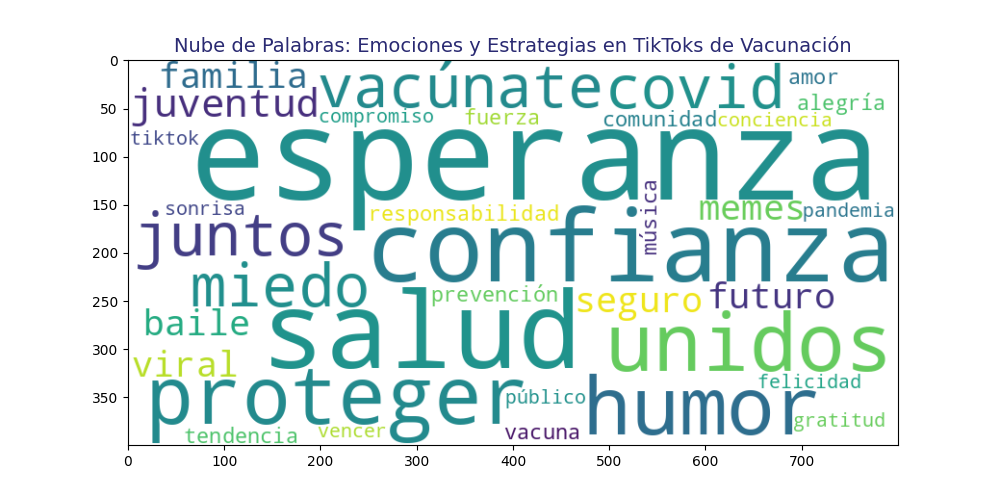 Nube de Palabras: Emociones y Estrategias en TikToks de Vacunación
0
50
100
150
200
250
300
350
0 100 200 300 400 500 600 700
familia vacúnate covid amor
juventud alegría
compromiso fuerza comunidad conciencia
tiktok
esperanza
sonrisa responsabilidad música memes pandemia
juntos confianza
miedo prevención seguro futuro
baile salud unidos
viral
proteger público humor felicidad
gratitud
tendencia vencer vacuna